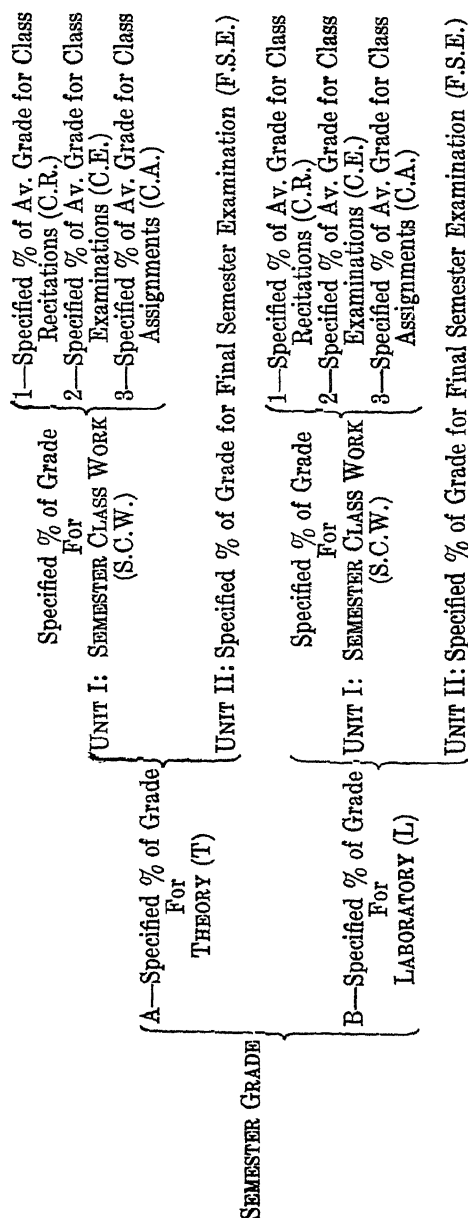 SEMESTER GRADE
A—Specified % of Grade
For
THEORY (T)
Specified % of Grade
For
UNIT I: SEMESTER CLASS WORK
(S.C.W.)
1—Specified % of Av. Grade for Class
Recitations (C.R.)
2—Specified % of Av. Grade for Class
Examinations (C.E.)
3—Specified % of Av. Grade for Class
Assignments (C.A.)
UNIT II: Specified % of Grade for Final Semester Examination (F.S.E.)
B—Specified % of Grade
For
LABORATORY (L)
Specified % of Grade
For
UNIT I: SEMESTER CLASS WORK
(S.C.W.)
1—Specified % of Av. Grade for Class
Recitations (C.R.)
2—Specified % of Av. Grade for Class
Examinations (C.E.)
3—Specified % of Av. Grade for Class
Assignments (C.A.)
UNIT II: Specified % of Grade for Final Semester Examination (F.S.E.)